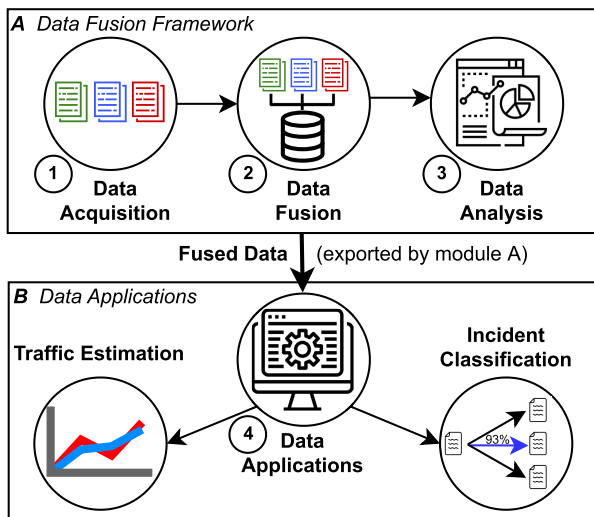 A Data Fusion Framework
1
Data
Acquisition
2
Data
Fusion
3
Data
Analysis
Fused Data (exported by module A)
B Data Applications
Traffic Estimation
4
Data
Applications
Incident
Classification
93%